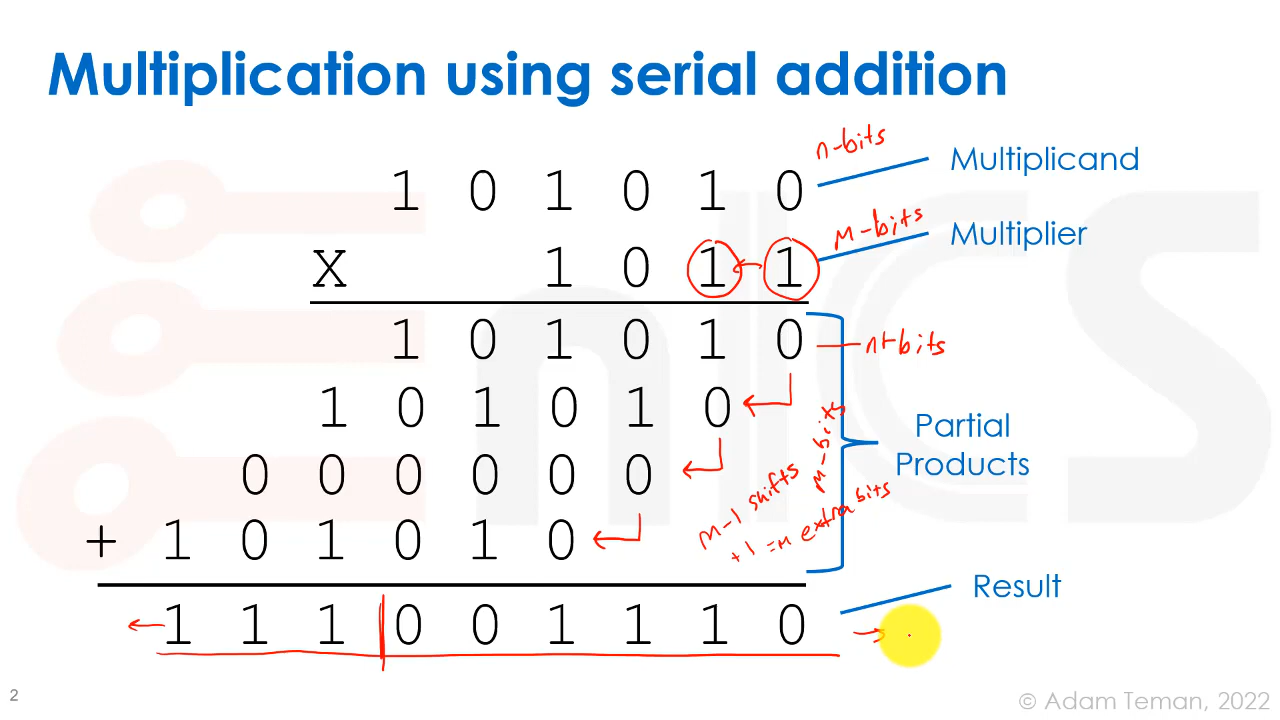 Multiplication using serial addition
n-bits
1 0 1 0 1 0
Multiplicand
m-bits
X 1 0 1 1
Multiplier
1 0 1 0 1 0
n+bits
1 0 1 0 1 0
m-bits
Partial
Products
0 0 0 0 0 0
m-1 shifts
+1 = m extra bits
+ 1 0 1 0 1 0
Result
1 1 1 0 0 1 1 1 0
2
© Adam Teman, 2022